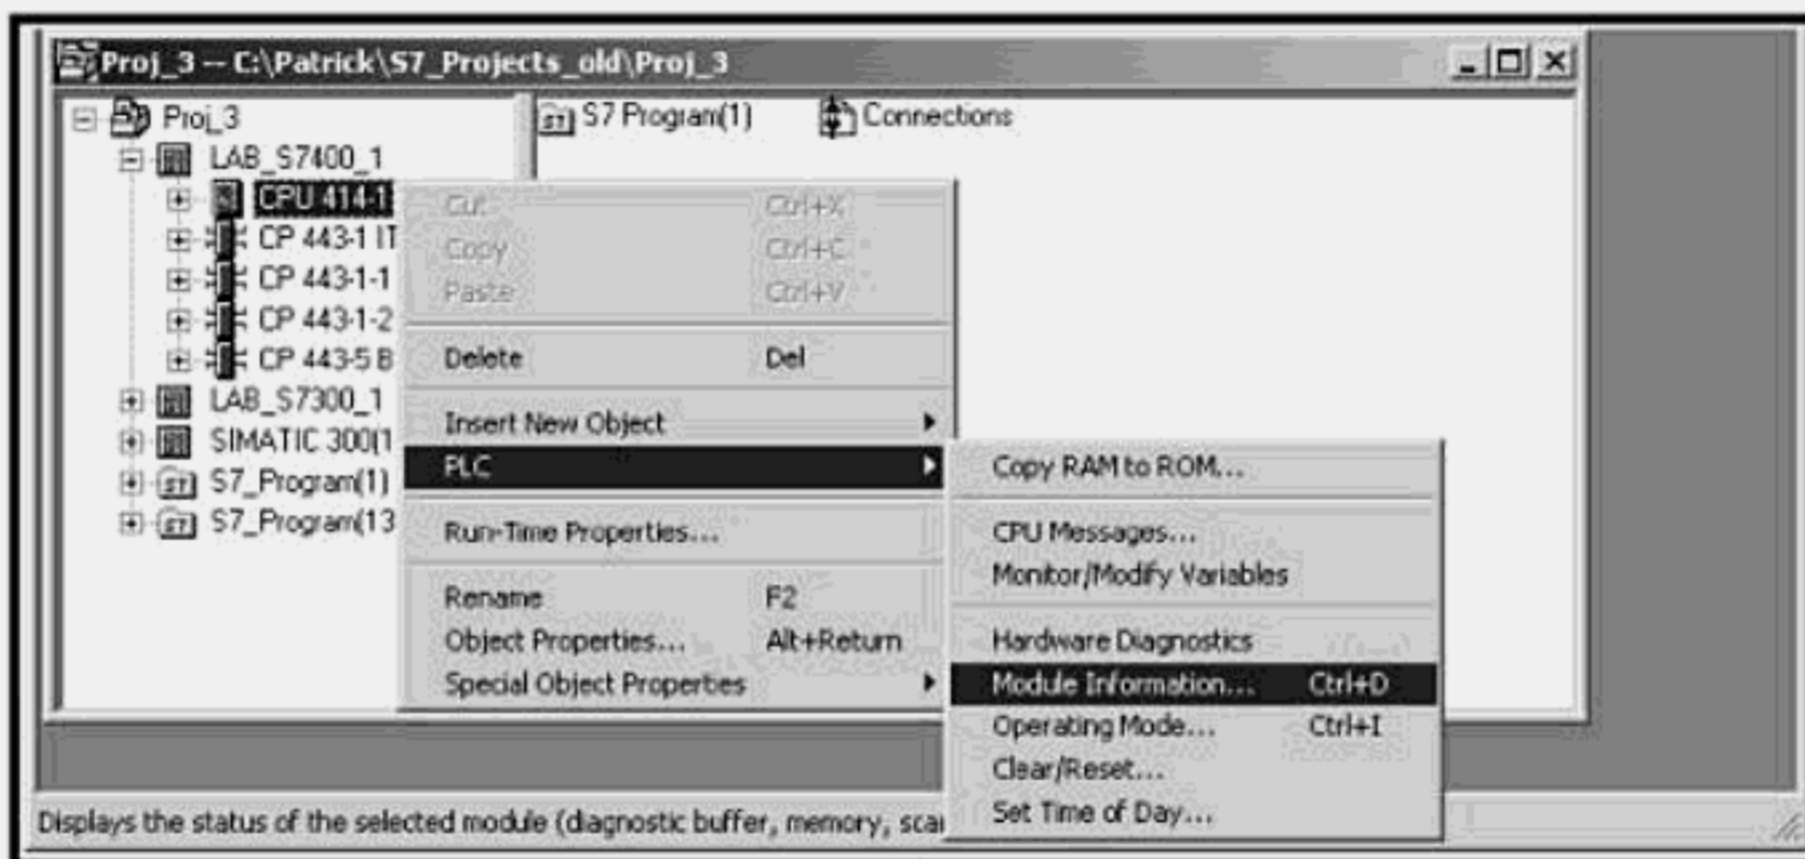 Proj_3 -- C:\Patrick\S7_Projects_old\Proj_3
Proj_3
LAB_S7400_1
CPU 414-1
CP 443-1 IT
CP 443-1-1
CP 443-1-2
CP 443-5 B
LAB_S7300_1
SIMATIC 300(1
S7_Program(1)
S7_Program(13
S7 Program(1)
Connections
Cut Ctrl+X
Copy Ctrl+C
Paste Ctrl+V
Delete Del
Insert New Object
PLC
Run-Time Properties...
Rename F2
Object Properties... Alt+Return
Special Object Properties
Copy RAM to ROM...
CPU Messages...
Monitor/Modify Variables
Hardware Diagnostics
Module Information... Ctrl+D
Operating Mode... Ctrl+I
Clear/Reset...
Set Time of Day...
Displays the status of the selected module (diagnostic buffer, memory, sca